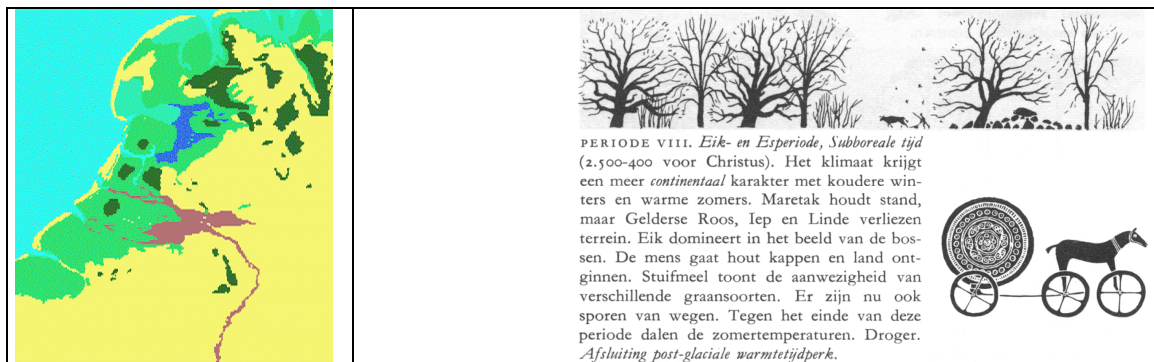 PERIODE VIII. Eik- en Esperiode, Subboreale tijd
(2.500-400 voor Christus). Het klimaat krijgt
een meer continentaal karakter met koudere win-
ters en warme zomers. Maretak houdt stand,
maar Gelderse Roos, Iep en Linde verliezen
terrein. Eik domineert in het beeld van de bos-
sen. De mens gaat hout kappen en land ont-
ginnen. Stuifmeel toont de aanwezigheid van
verschillende graansoorten. Er zijn nu ook
sporen van wegen. Tegen het einde van deze
periode dalen de zomertemperaturen. Droger.
Afsluiting post-glaciale warmtetijdperk.